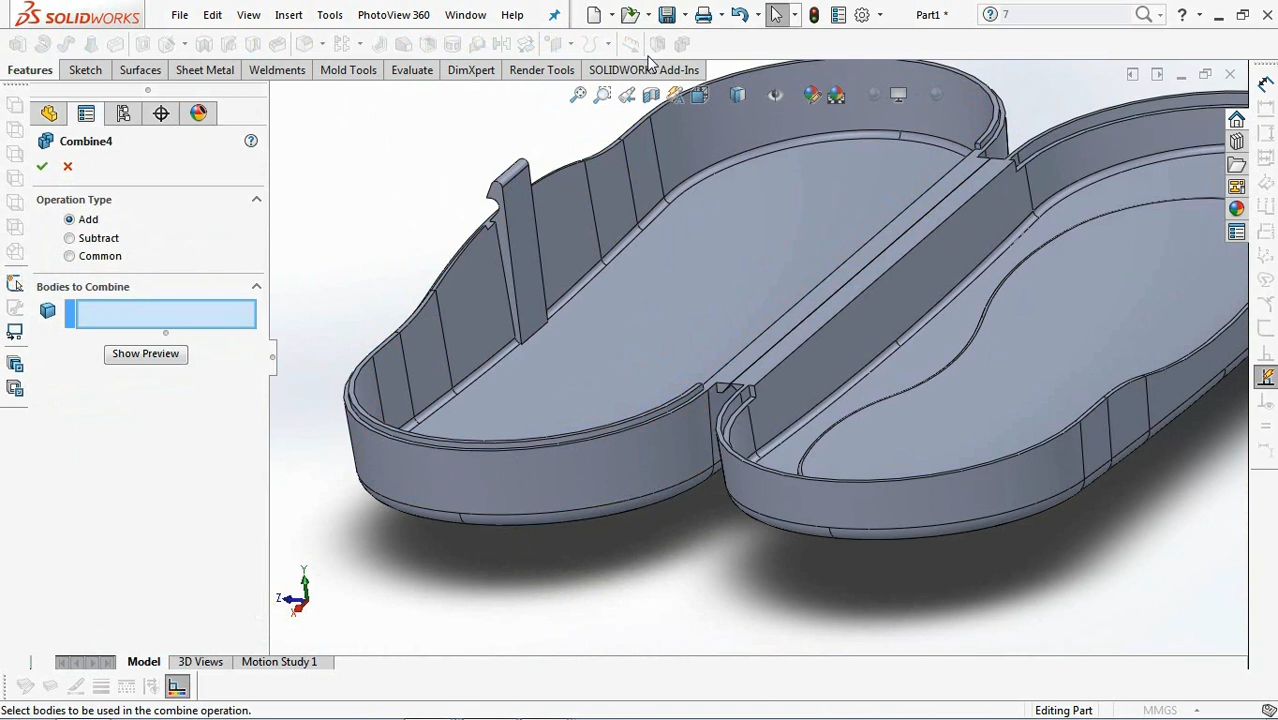 SOLIDWORKS File Edit View Insert Tools PhotoView 360 Window Help Part1 * 7 ?
Features Sketch Surfaces Sheet Metal Weldments Mold Tools Evaluate DimXpert Render Tools SOLIDWORKS Add-Ins
Combine4 ?
Operation Type
Add
Subtract
Common
Bodies to Combine
Show Preview
Y
Z
X
Model 3D Views Motion Study 1
Select bodies to be used in the combine operation. Editing Part MMGS